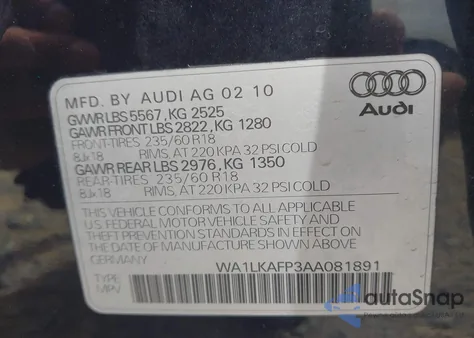 MFD. BY AUDI AG 02 10
GVWR LBS 5567, KG 2525
GAWR FRONT LBS 2822, KG 1280
FRONT-TIRES 235/60 R18
8Jx18 RIMS, AT 220 KPA 32 PSI COLD
GAWR REAR LBS 2976, KG 1350
REAR-TIRES 235/60 R18
8Jx18 RIMS, AT 220 KPA 32 PSI COLD
Audi
THIS VEHICLE CONFORMS TO ALL APPLICABLE
U.S. FEDERAL MOTOR VEHICLE SAFETY AND
THEFT PREVENTION STANDARDS IN EFFECT ON
THE DATE OF MANUFACTURE SHOWN ABOVE
GERMANY WA1LKAFP3AA081891
TYPE:
MPV
autoSnap